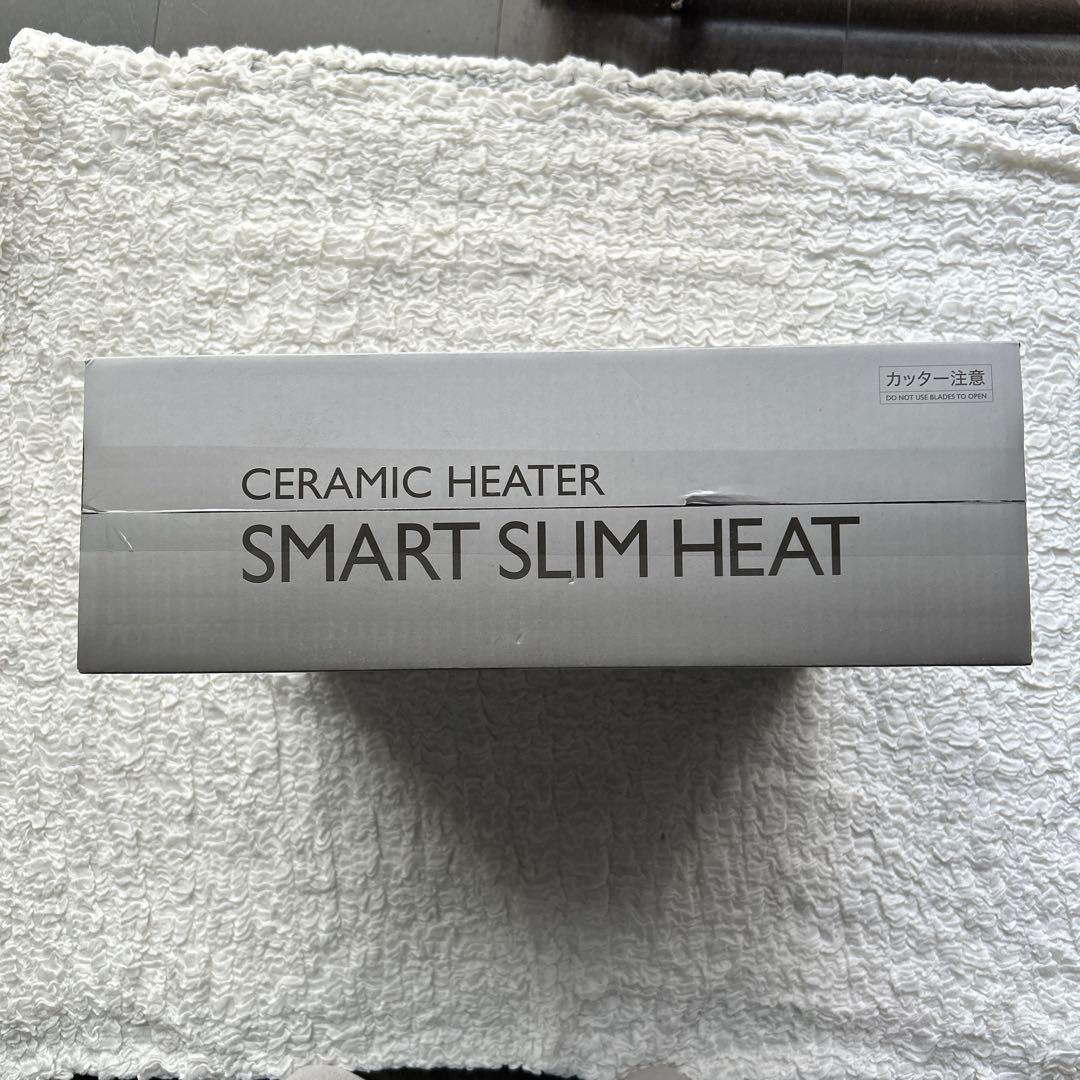 カッター注意
DO NOT USE BLADES TO OPEN
CERAMIC HEATER
SMART SLIM HEAT